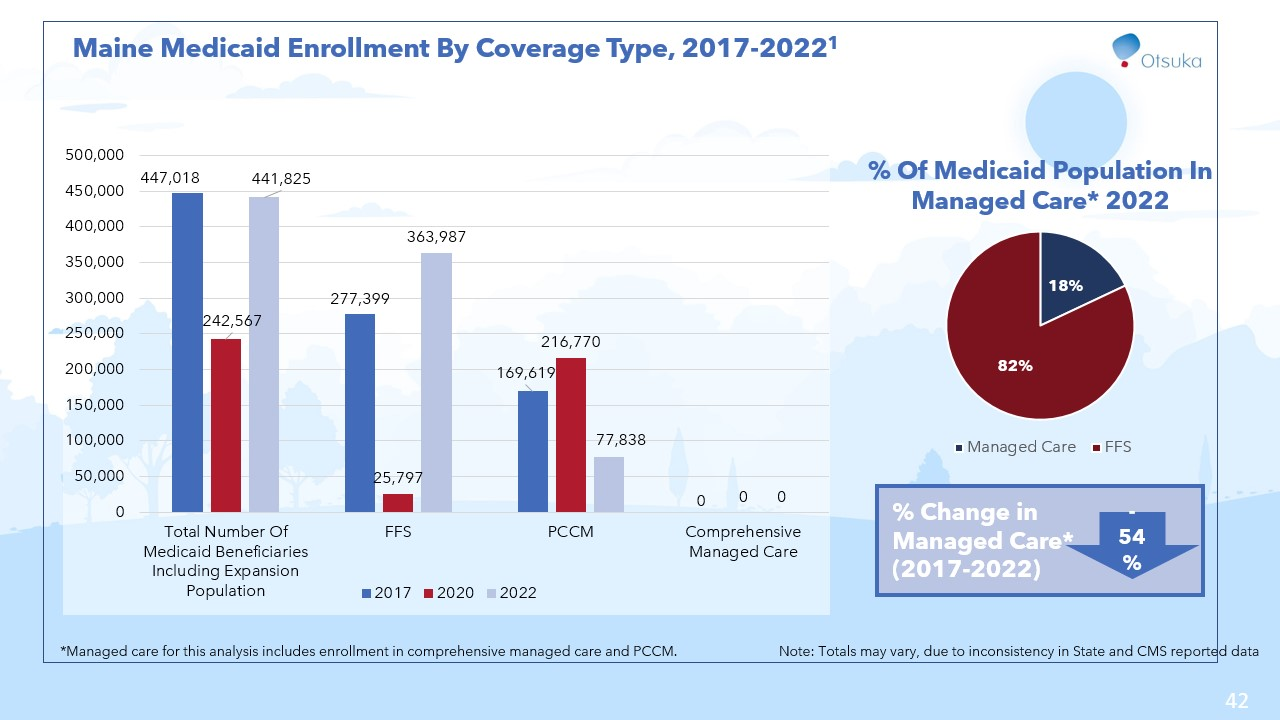 Maine Medicaid Enrollment By Coverage Type, 2017-2022¹
Otsuka
500,000
450,000
400,000
350,000
300,000
250,000
200,000
150,000
100,000
50,000
0
447,018
242,567
441,825
277,399
25,797
363,987
169,619
216,770
77,838
0
0
0
Total Number Of
Medicaid Beneficiaries
Including Expansion
Population
FFS
PCCM
Comprehensive
Managed Care
2017
2020
2022
% Of Medicaid Population In
Managed Care* 2022
18%
82%
Managed Care
FFS
% Change in
Managed Care*
(2017-2022)
-
54
%
*Managed care for this analysis includes enrollment in comprehensive managed care and PCCM.
Note: Totals may vary, due to inconsistency in State and CMS reported data
42